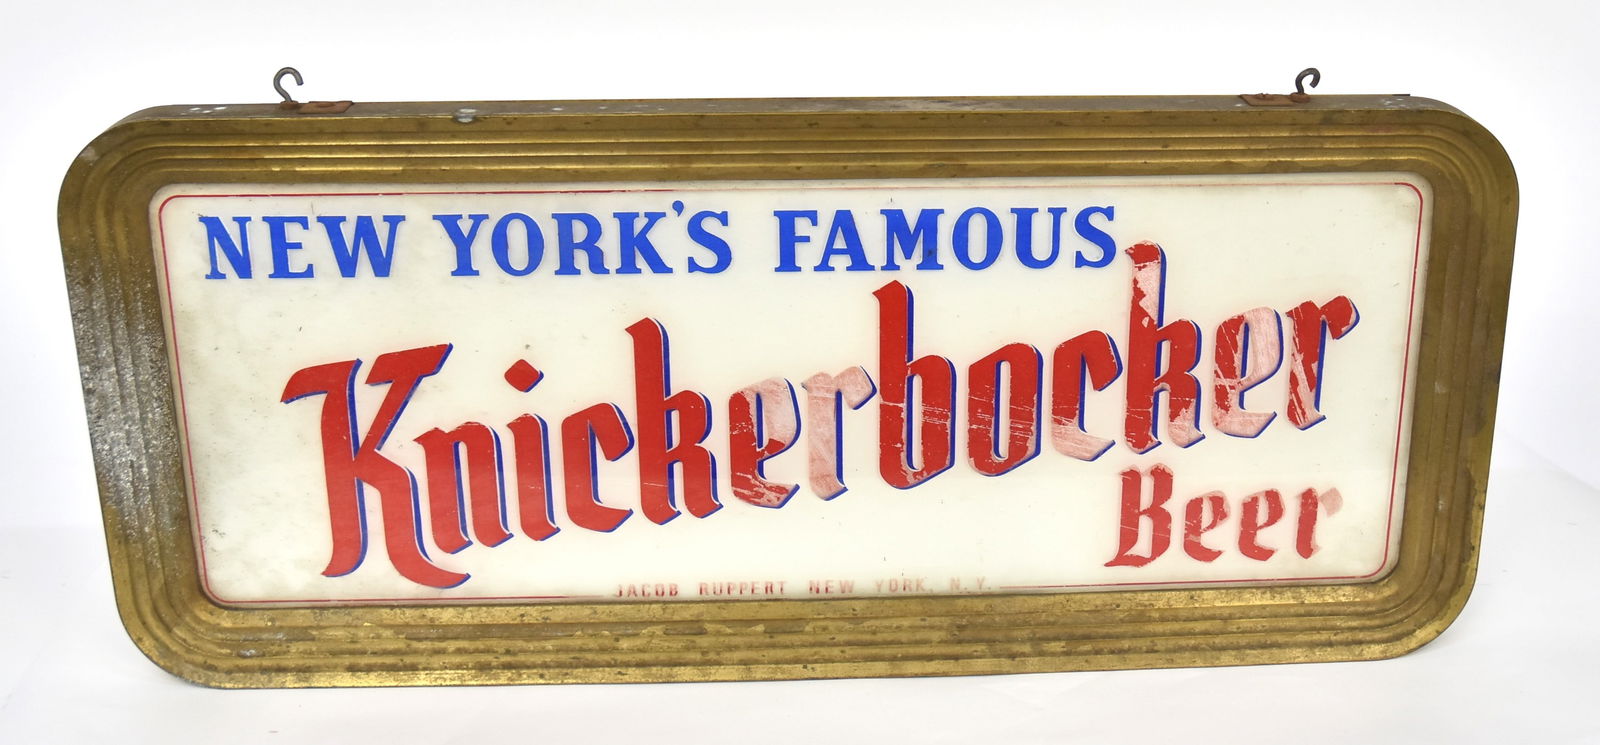 NEW YORK'S FAMOUS
Knickerbocker
Beer
JACOB RUPPERT NEW YORK, N.Y.